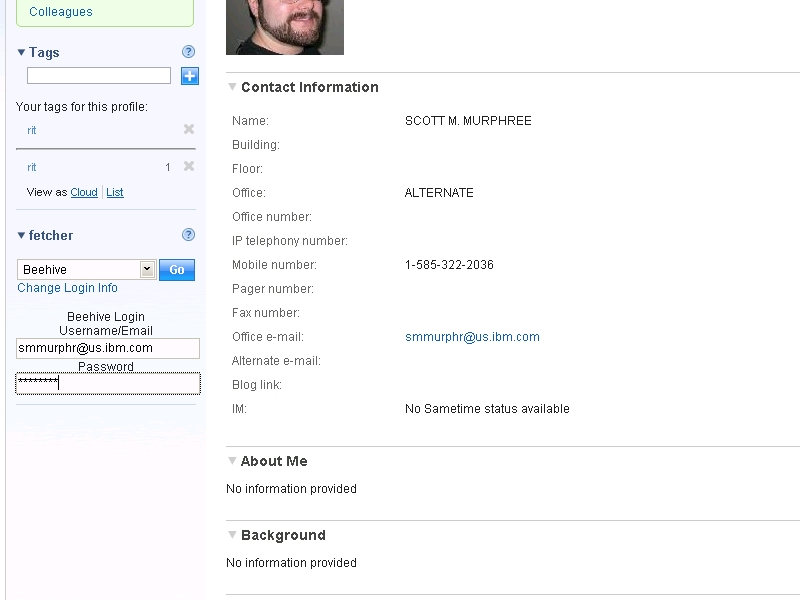 Colleagues
Tags
?
+
Your tags for this profile:
rit
rit 1
View as Cloud | List
fetcher
?
Beehive
Go
Change Login Info
Beehive Login
Username/Email
smmurphr@us.ibm.com
Password
********
Contact Information
Name: SCOTT M. MURPHREE
Building:
Floor:
Office: ALTERNATE
Office number:
IP telephony number:
Mobile number: 1-585-322-2036
Pager number:
Fax number:
Office e-mail: smmurphr@us.ibm.com
Alternate e-mail:
Blog link:
IM: No Sametime status available
About Me
No information provided
Background
No information provided